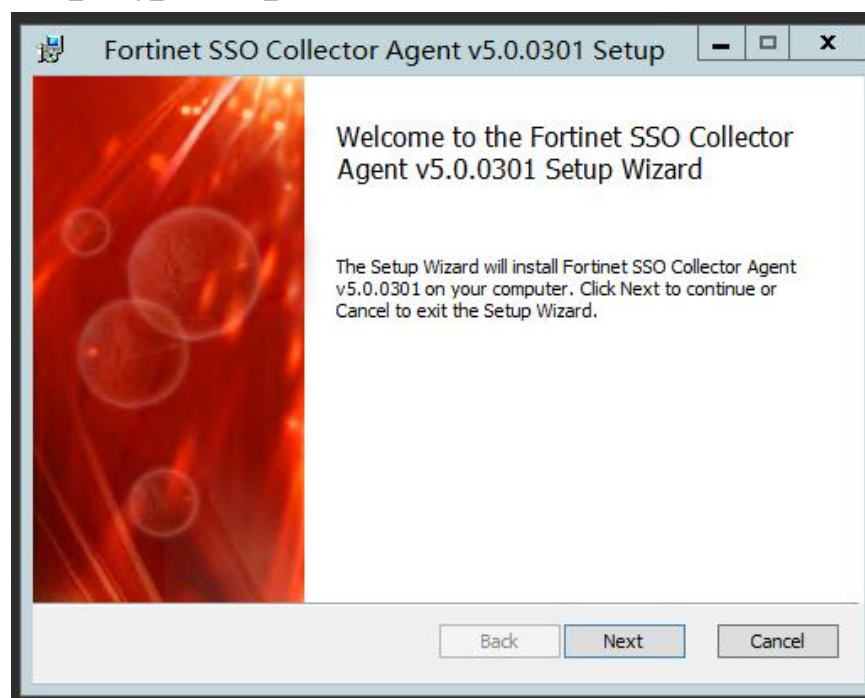 Fortinet SSO Collector Agent v5.0.0301 Setup
Welcome to the Fortinet SSO Collector
Agent v5.0.0301 Setup Wizard
The Setup Wizard will install Fortinet SSO Collector Agent
v5.0.0301 on your computer. Click Next to continue or
Cancel to exit the Setup Wizard.
Back Next Cancel